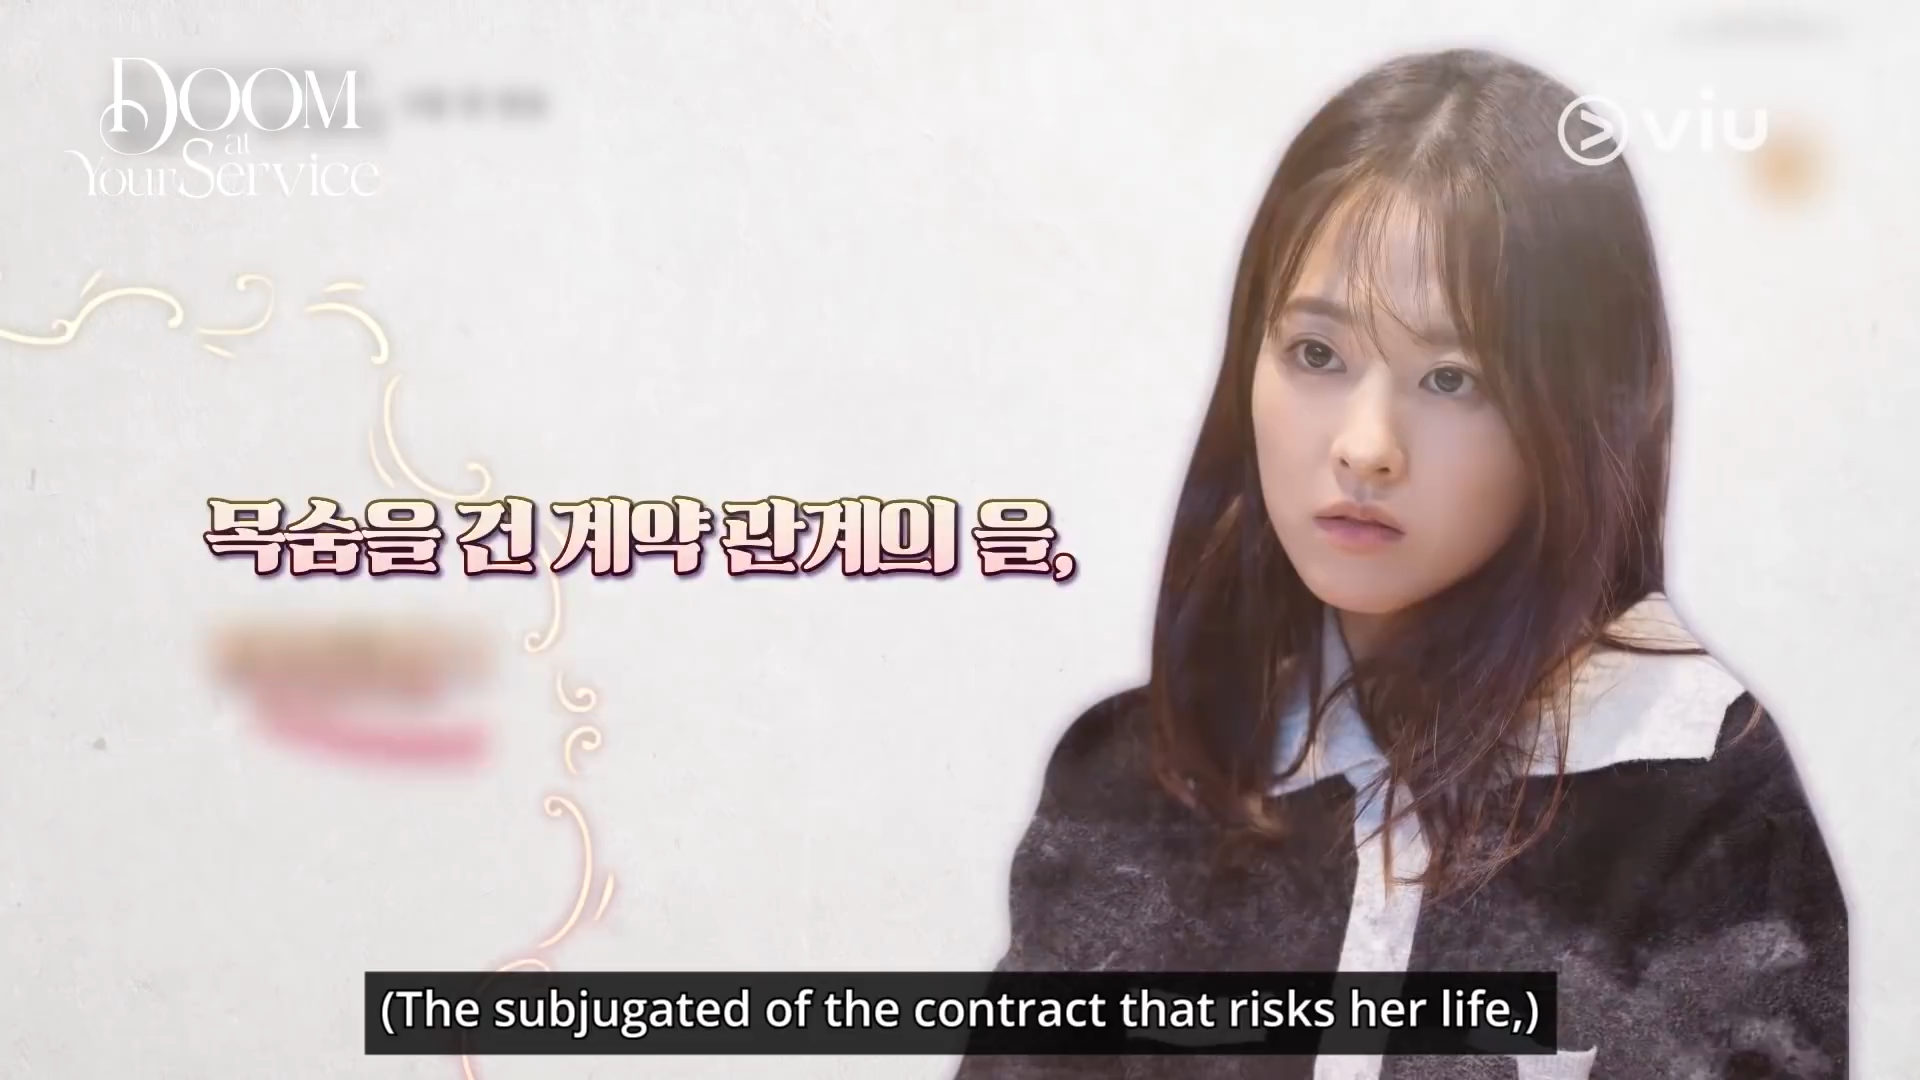 DOOM
at
Your Service
viu
목숨을 건 계약 관계의 을,
(The subjugated of the contract that risks her life,)